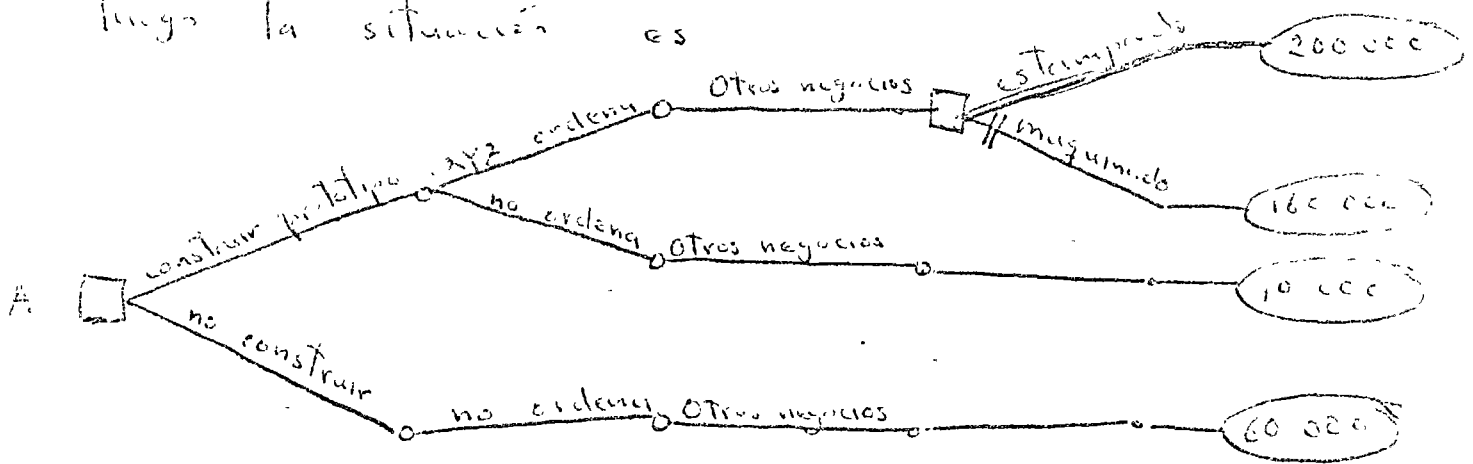 luego la situación es
estampado
200 000
Otros negocios
XYZ ordena
maquinado
construir prototipo
160 000
no ordena
Otros negocios
10 000
A
no construir
no ordena
Otros negocios
60 000